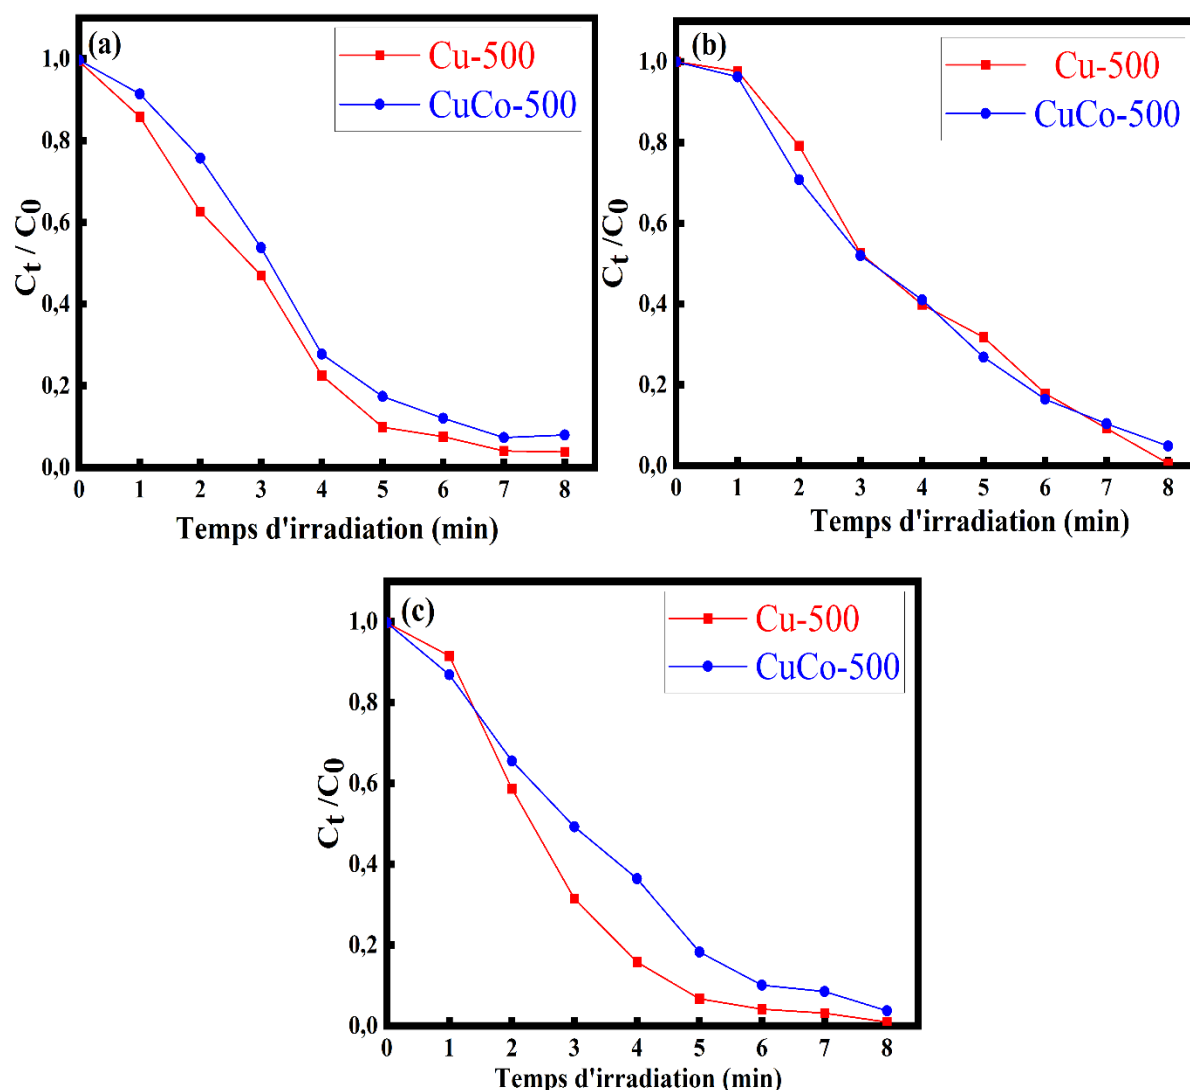 (a)
Cu-500
CuCo-500
1,0
0,8
0,6
0,4
0,2
0,0
Ct / C0
0 1 2 3 4 5 6 7 8
Temps d'irradiation (min)
(b)
Cu-500
CuCo-500
1,0
0,8
0,6
0,4
0,2
0,0
Ct /C0
0 1 2 3 4 5 6 7 8
Temps d'irradiation (min)
(c)
Cu-500
CuCo-500
1,0
0,8
0,6
0,4
0,2
0,0
Ct /C0
0 1 2 3 4 5 6 7 8
Temps d'irradiation (min)